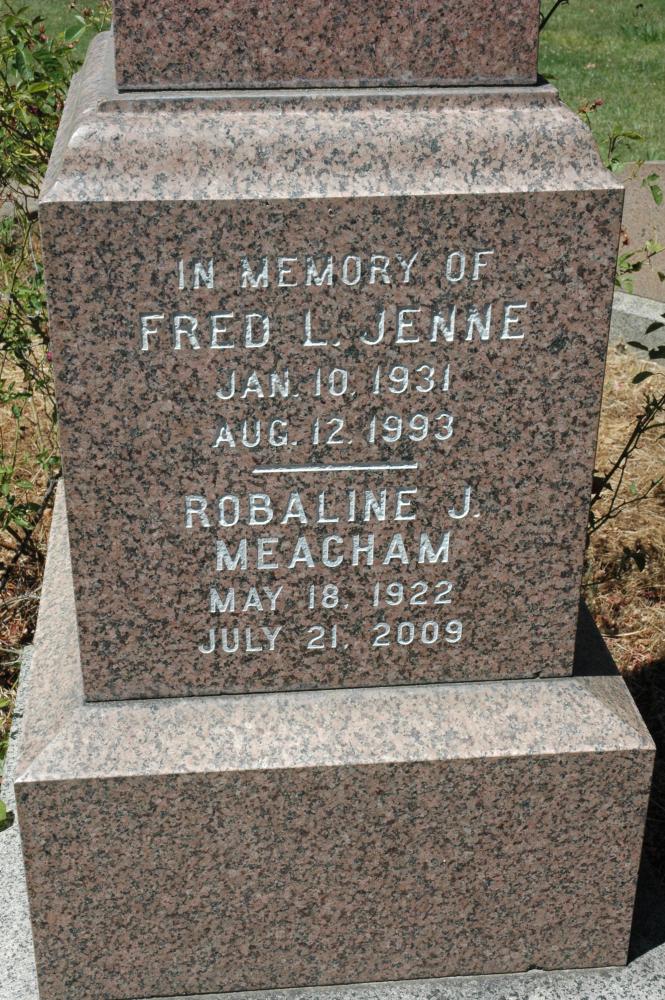 IN MEMORY OF
FRED L. JENNE
JAN. 10, 1931
AUG. 12, 1993
ROBALINE J.
MEACHAM
MAY 18, 1922
JULY 21, 2009